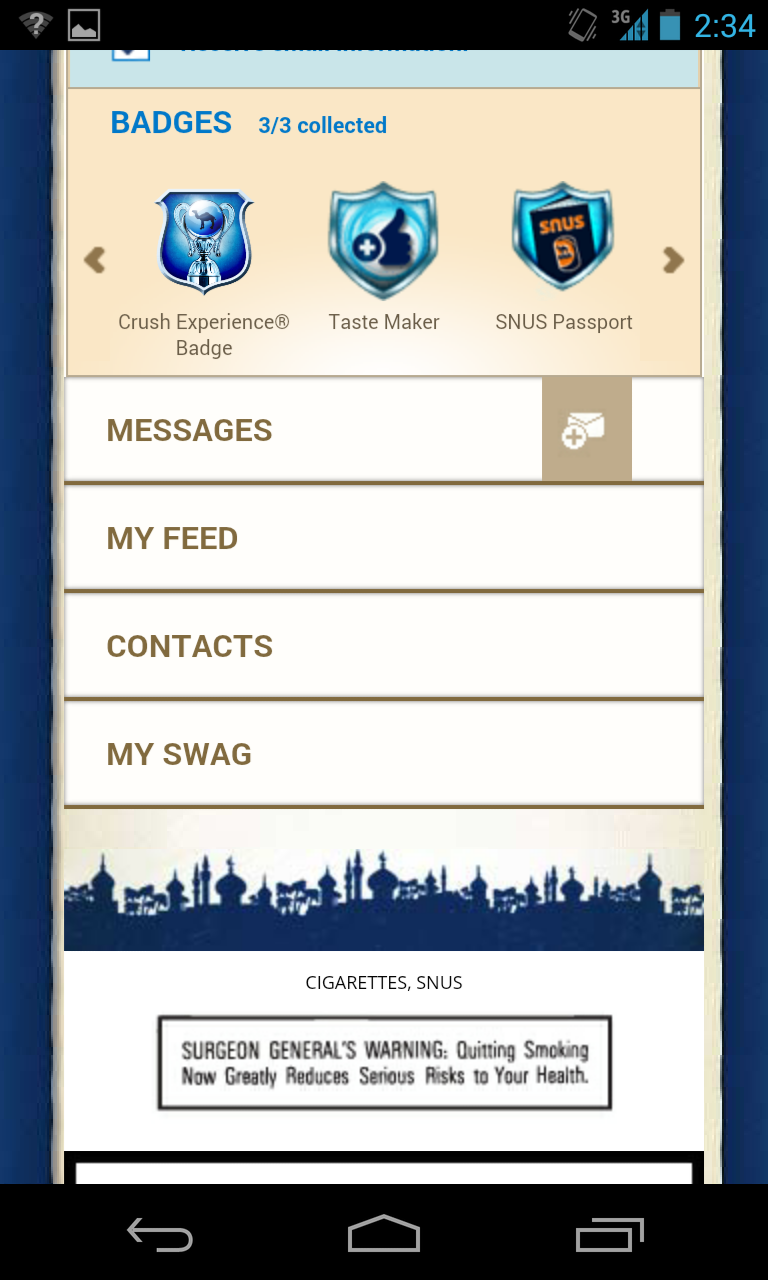 3G 2:34
BADGES 3/3 collected
snus
Crush Experience®
Badge
Taste Maker
SNUS Passport
MESSAGES
MY FEED
CONTACTS
MY SWAG
CIGARETTES, SNUS
SURGEON GENERAL'S WARNING: Quitting Smoking
Now Greatly Reduces Serious Risks to Your Health.